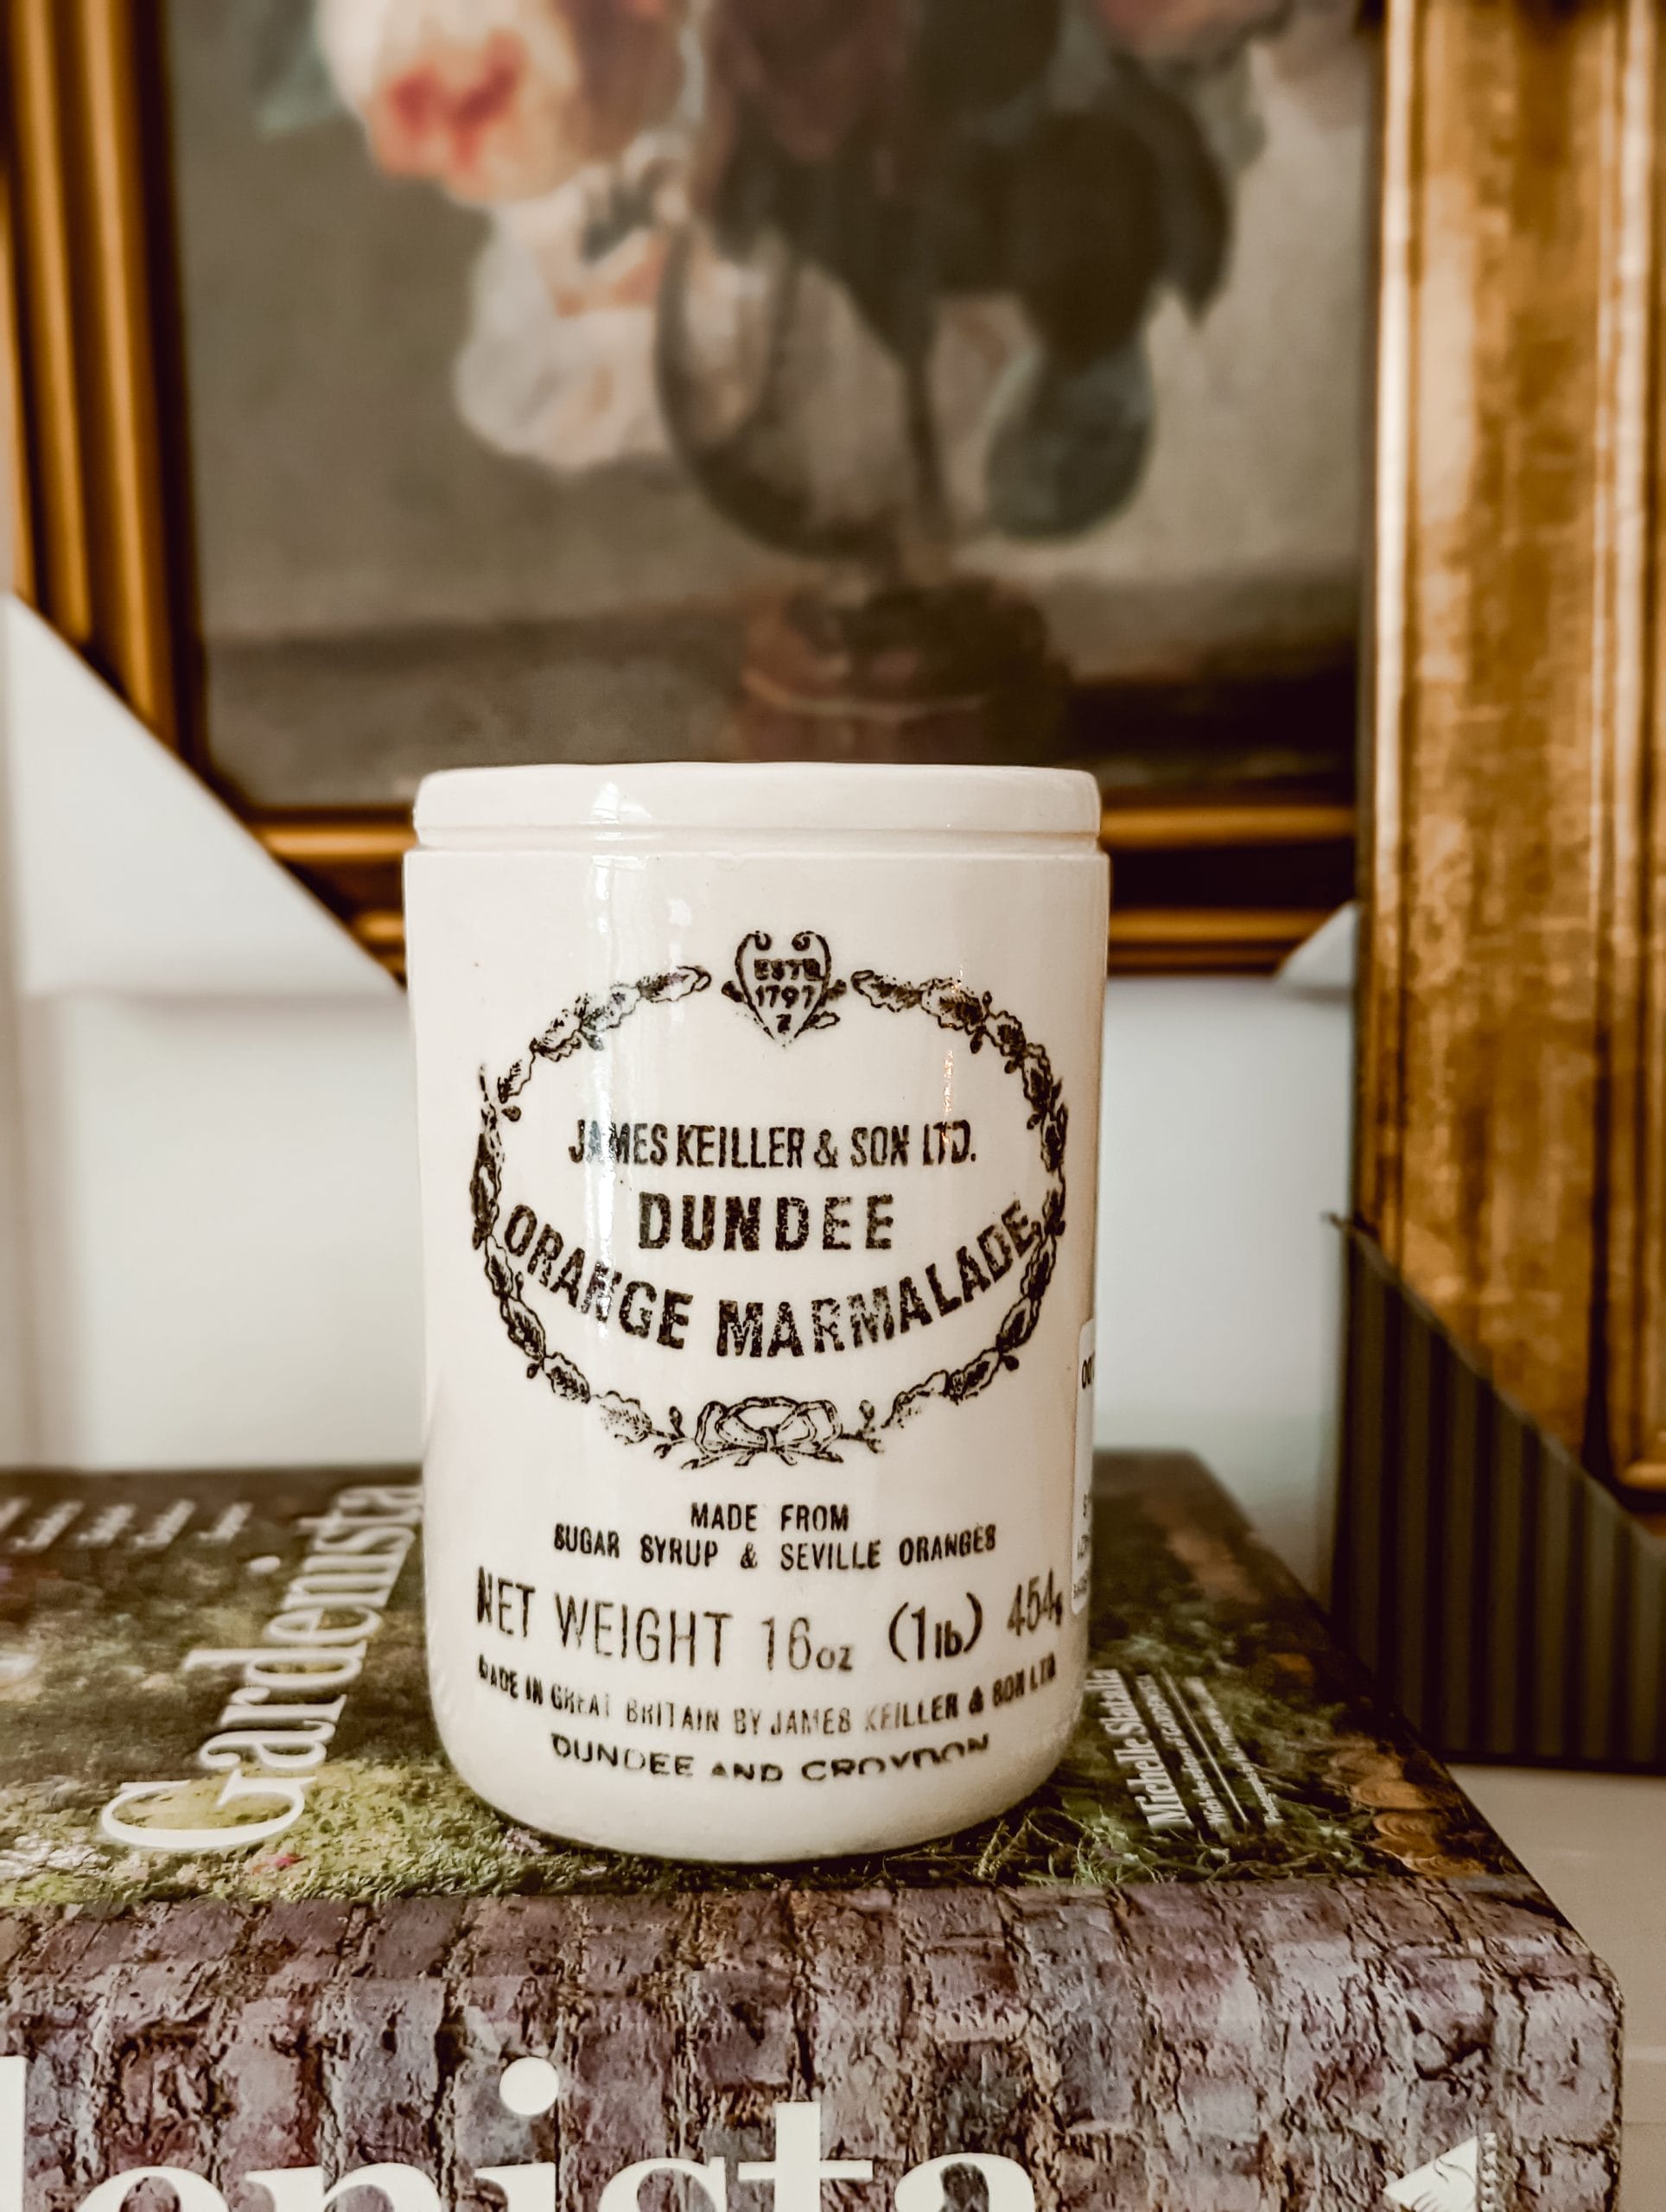 ESTD
1797
Z
JAMES KEILLER & SON LTD.
DUNDEE
ORANGE MARMALADE
MADE FROM
SUGAR SYRUP & SEVILLE ORANGES
NET WEIGHT 16oz (1lb) 454g
MADE IN GREAT BRITAIN BY JAMES KEILLER & SON LTD
DUNDEE AND CROYDON
Gardenista
Michelle Slatalla
denista